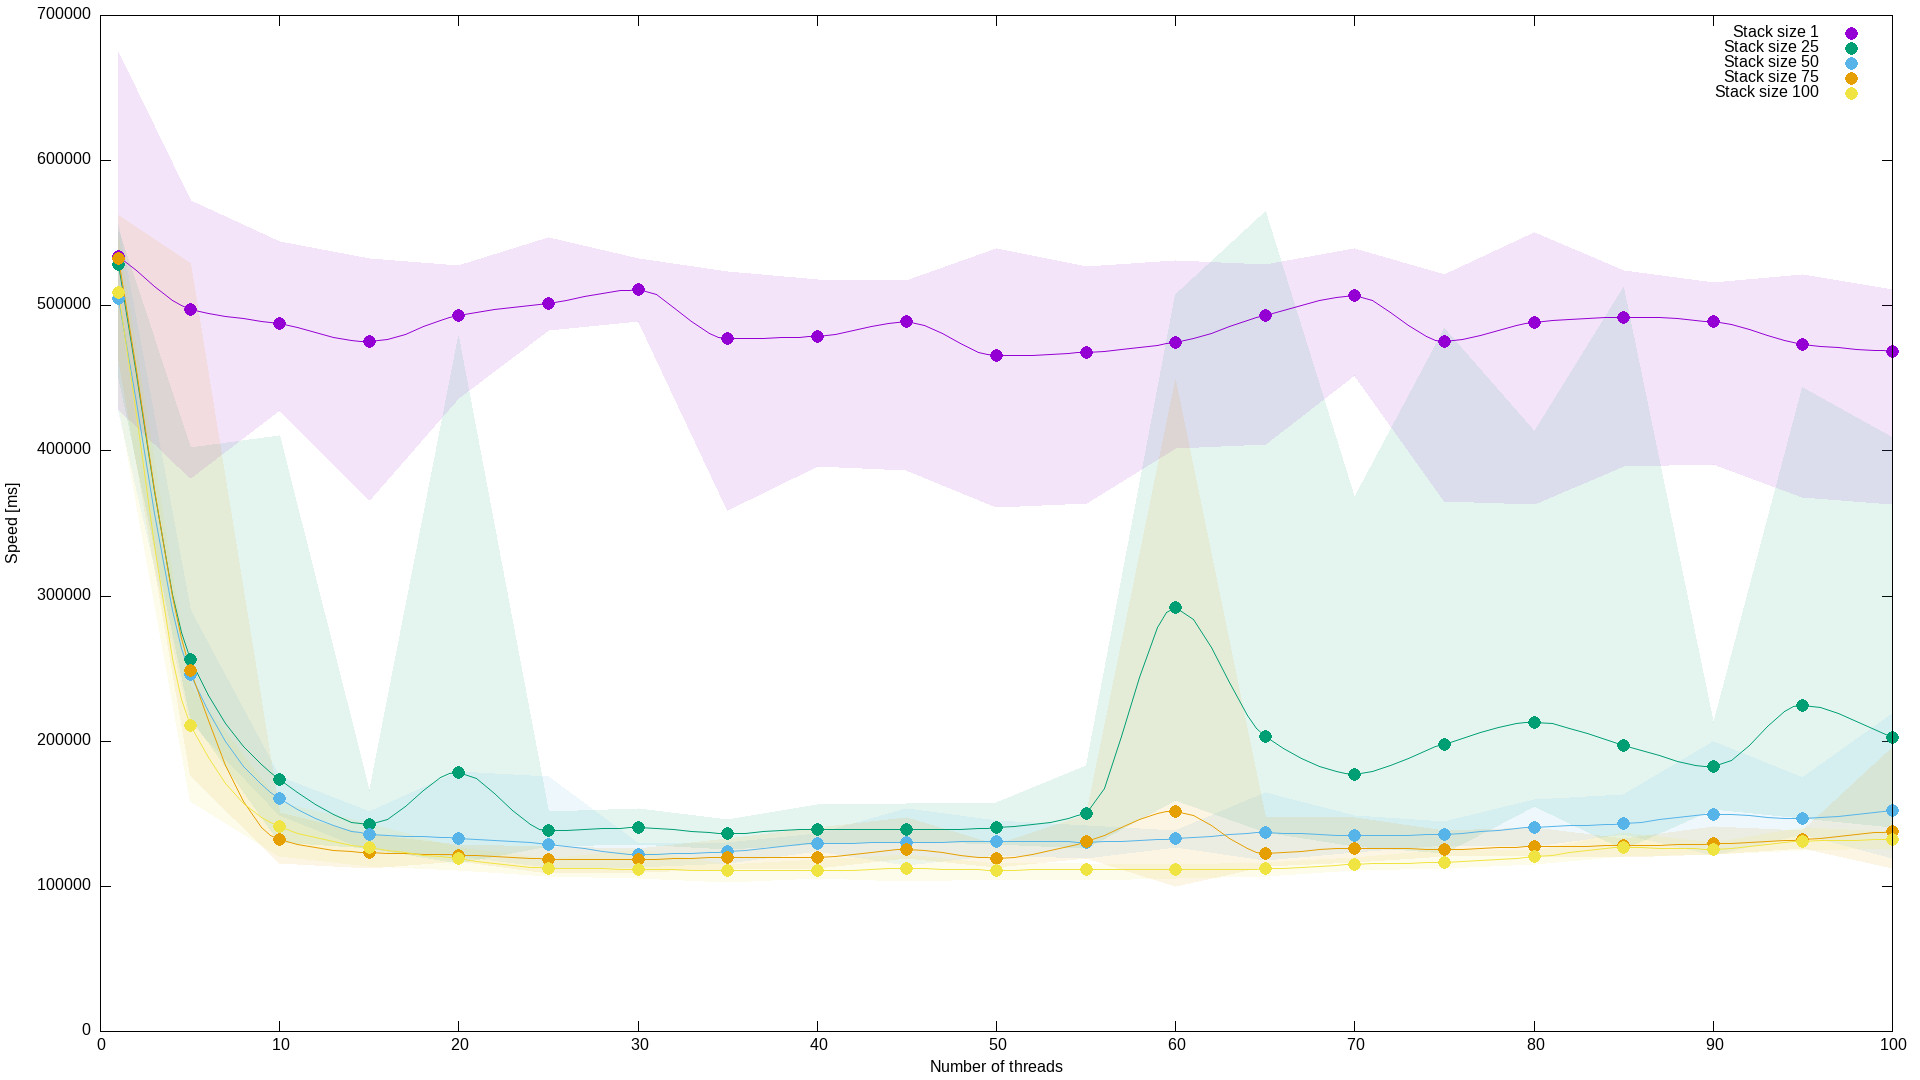 700000
600000
500000
400000
300000
200000
100000
0
Speed [ms]
Stack size 1
Stack size 25
Stack size 50
Stack size 75
Stack size 100
0 10 20 30 40 50 60 70 80 90 100
Number of threads